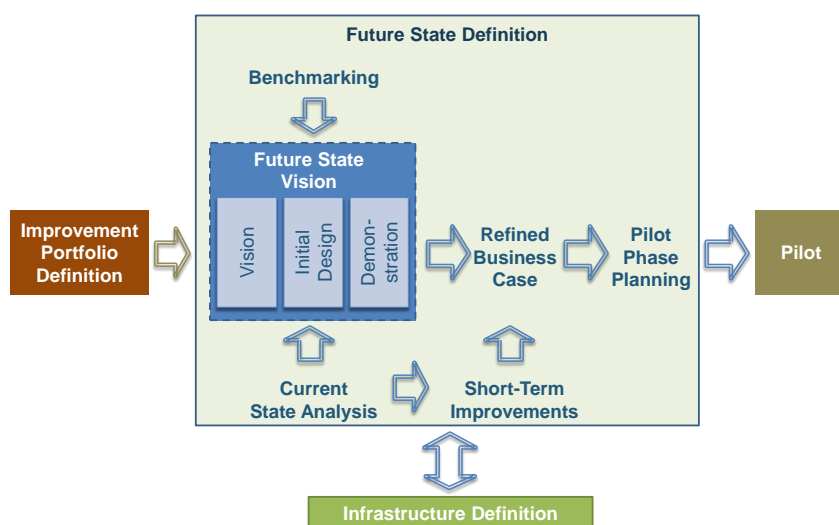 Future State Definition
Benchmarking
Future State
Vision
Vision
Initial
Design
Demon-
stration
Improvement
Portfolio
Definition
Refined
Business
Case
Pilot
Phase
Planning
Pilot
Current
State Analysis
Short-Term
Improvements
Infrastructure Definition